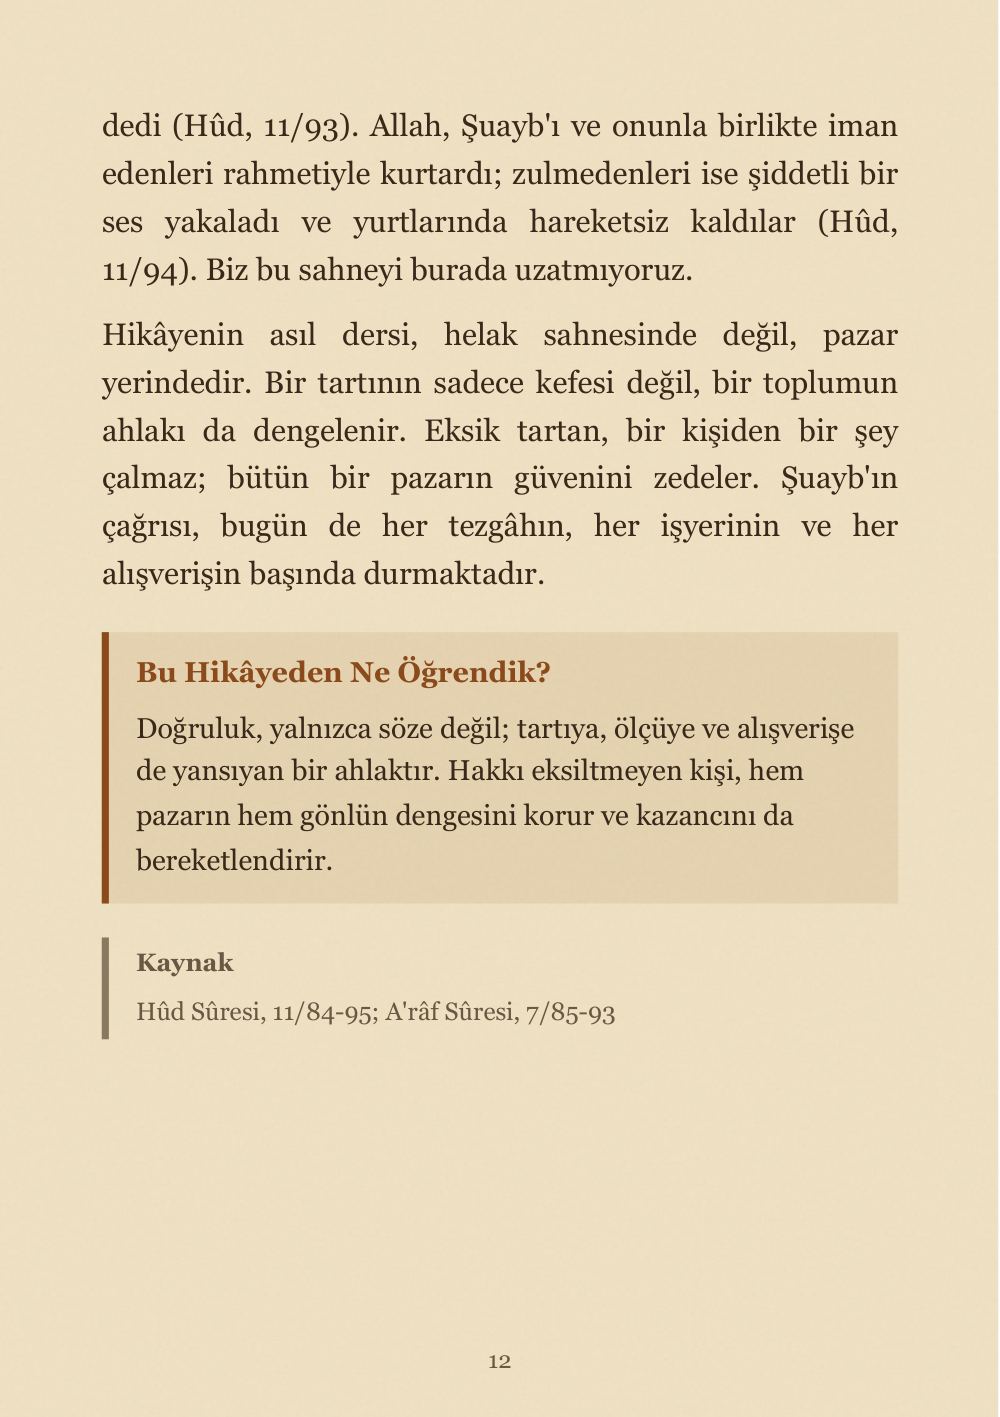 dedi (Hûd, 11/93). Allah, Şuayb'ı ve onunla birlikte iman
edenleri rahmetiyle kurtardı; zulmedenleri ise şiddetli bir
ses yakaladı ve yurtlarında hareketsiz kaldılar (Hûd,
11/94). Biz bu sahneyi burada uzatmıyoruz.
Hikâyenin asıl dersi, helak sahnesinde değil, pazar
yerindedir. Bir tartının sadece kefesi değil, bir toplumun
ahlakı da dengelenir. Eksik tartan, bir kişiden bir şey
çalmaz; bütün bir pazarın güvenini zedeler. Şuayb'ın
çağrısı, bugün de her tezgâhın, her işyerinin ve her
alışverişin başında durmaktadır.
Bu Hikâyeden Ne Öğrendik?
Doğruluk, yalnızca söze değil; tartıya, ölçüye ve alışverişe
de yansıyan bir ahlaktır. Hakkı eksiltmeyen kişi, hem
pazarın hem gönlün dengesini korur ve kazancını da
bereketlendirir.
Kaynak
Hûd Sûresi, 11/84-95; A'râf Sûresi, 7/85-93
12